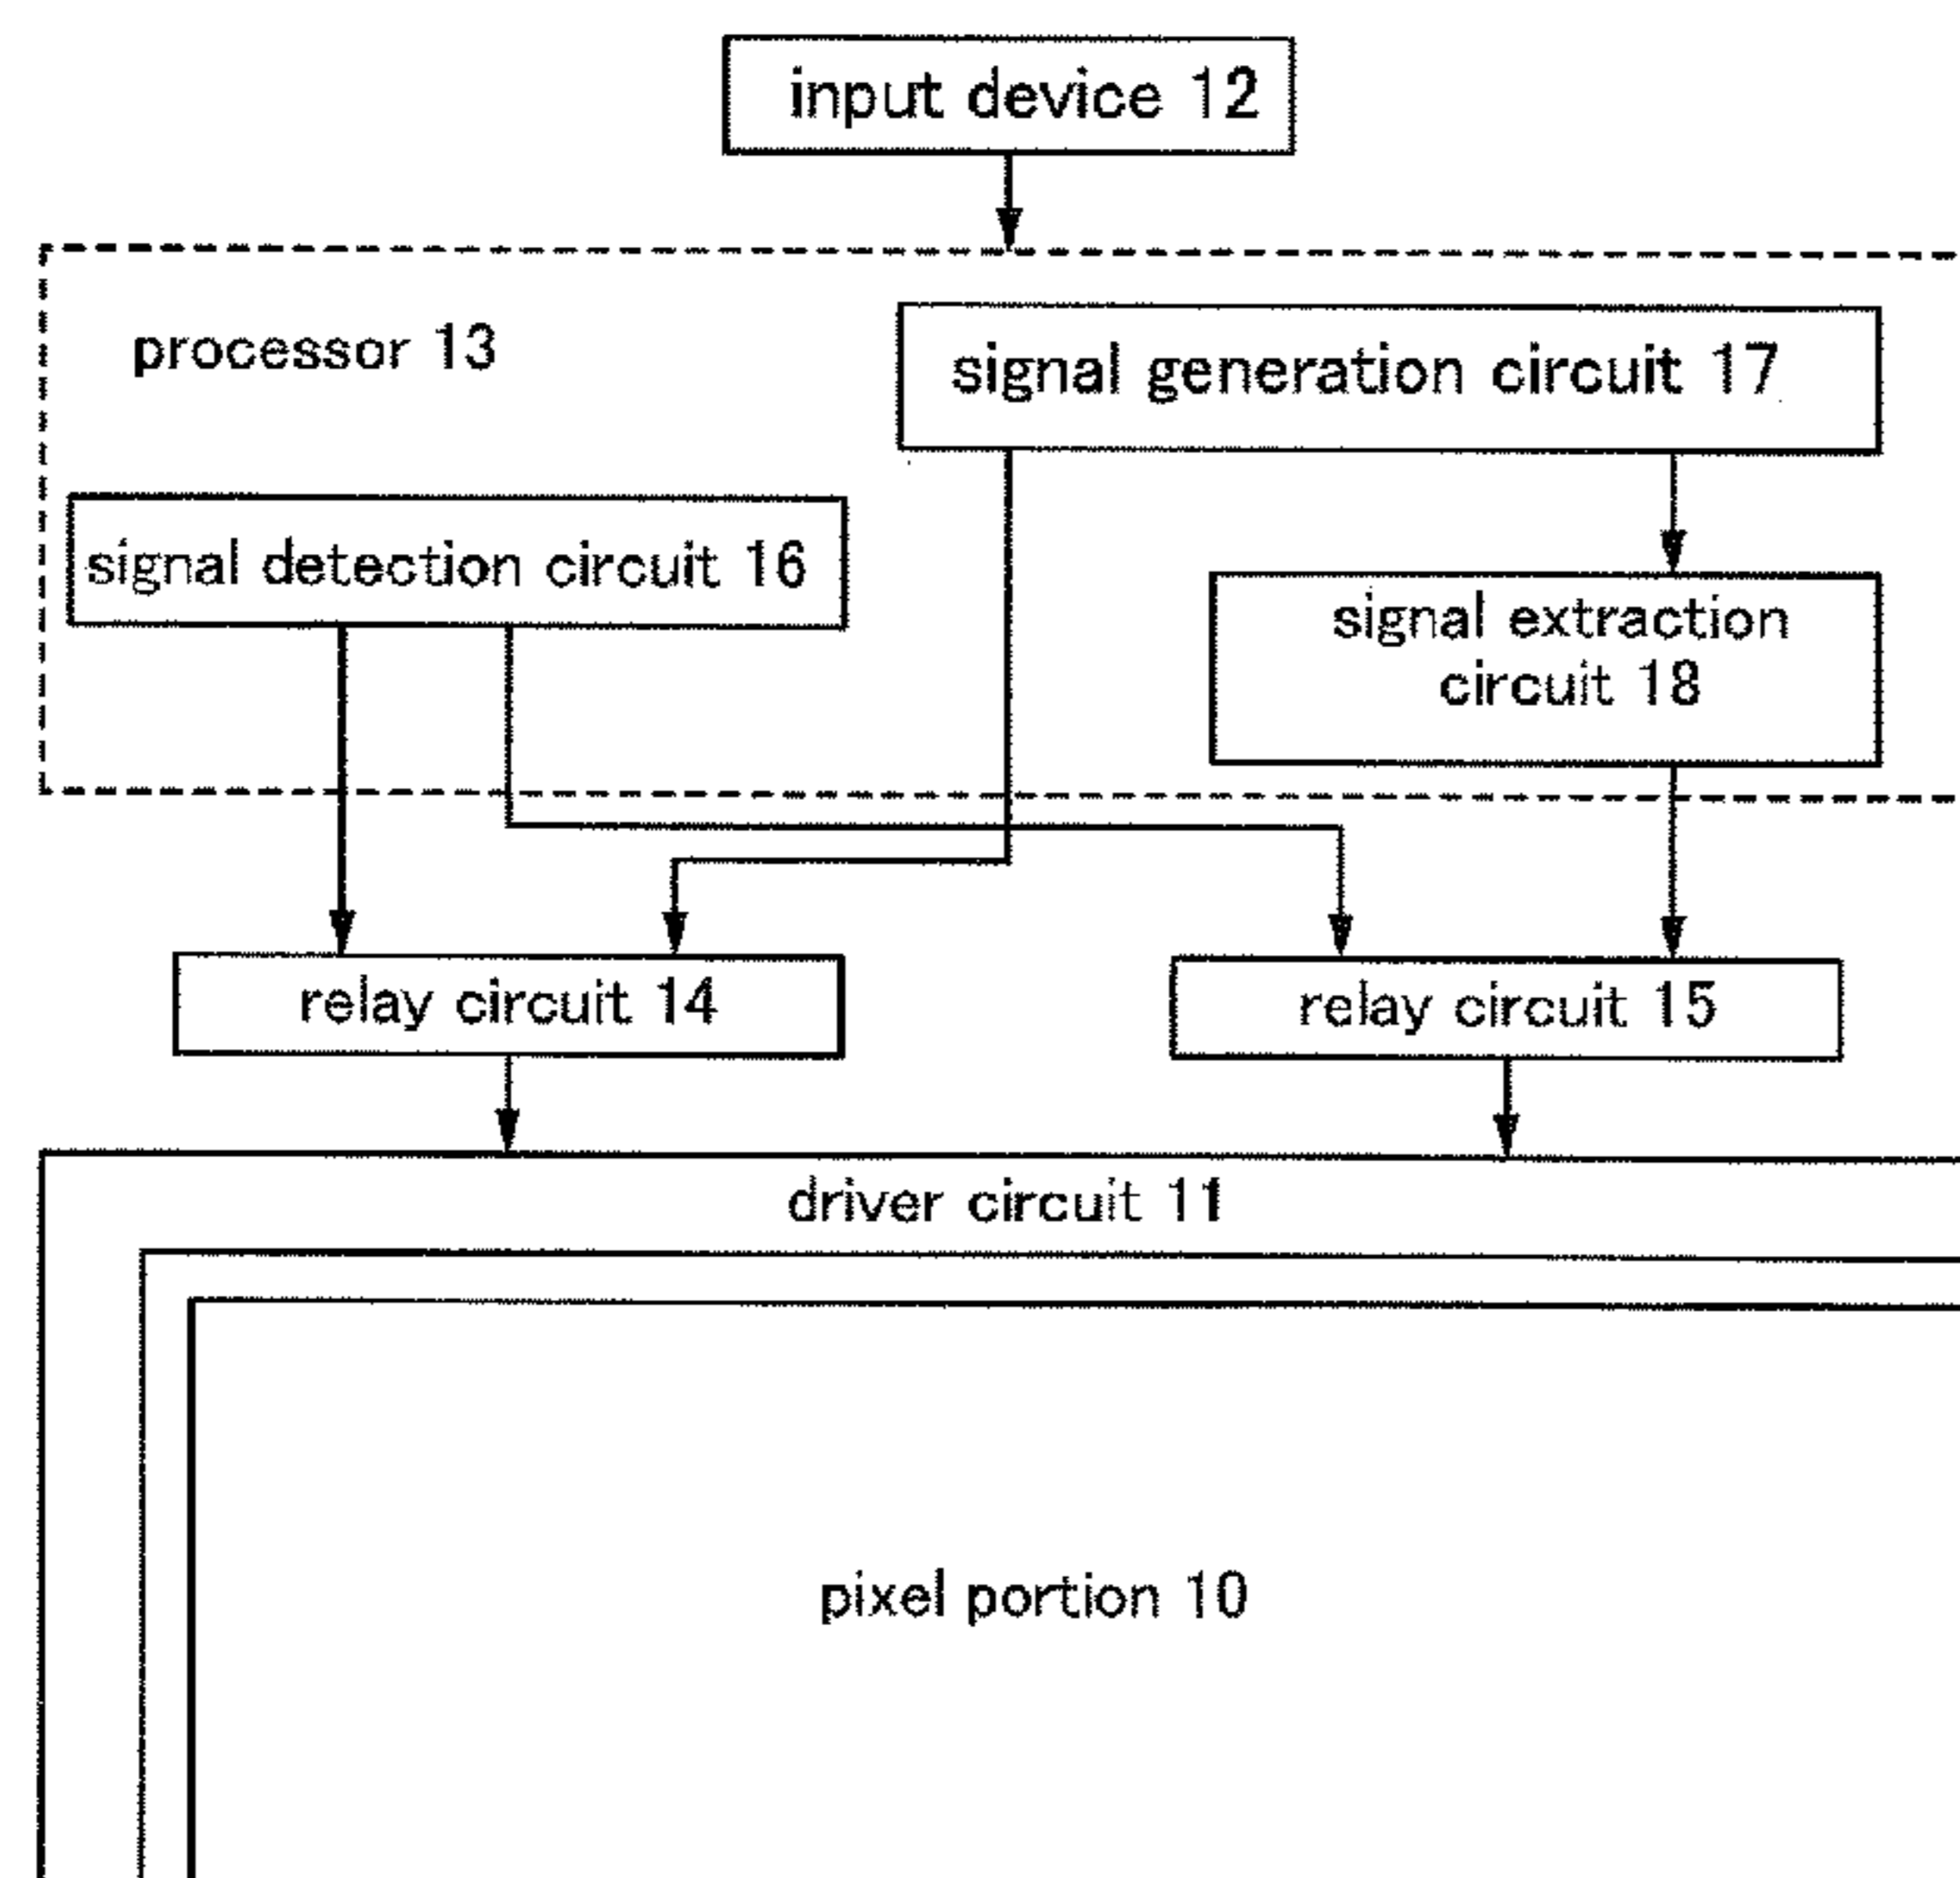 input device 12
processor 13
signal generation circuit 17
signal detection circuit 16
signal extraction
circuit 18
relay circuit 14
relay circuit 15
driver circuit 11
pixel portion 10